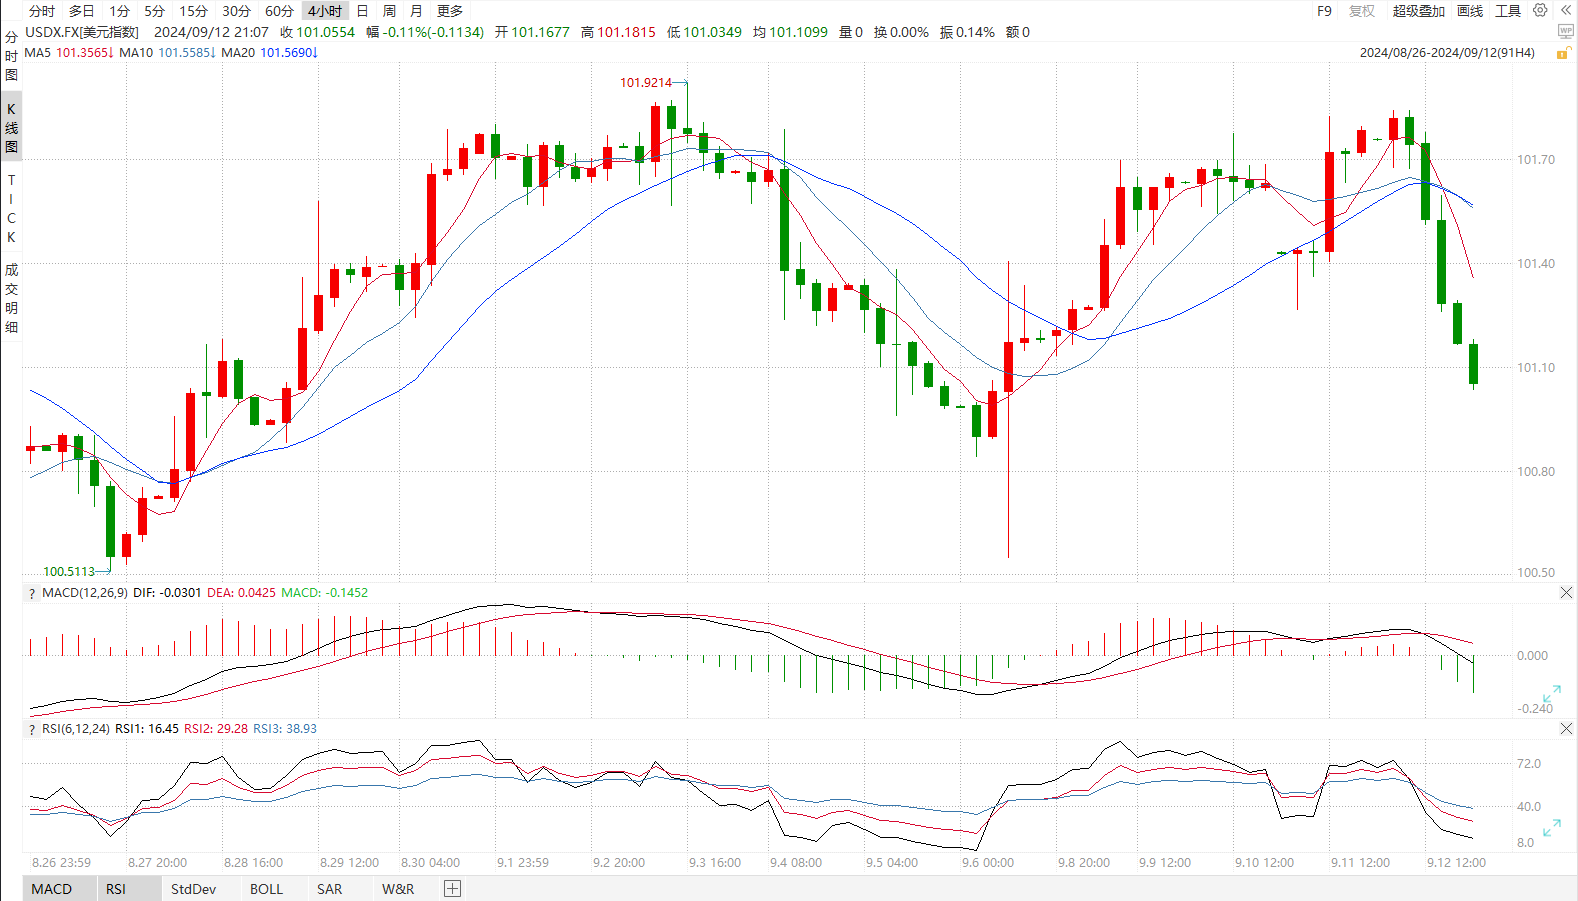 分时 多日 1分 5分 15分 30分 60分 4小时 日 周 月 更多 F9 复权 超级叠加 画线 工具
USDX.FX[美元指数] 2024/09/12 21:07 收 101.0554 幅 -0.11%(-0.1134) 开 101.1677 高 101.1815 低 101.0349 均 101.1099 量 0 换 0.00% 振 0.14% 额 0 WP
MA5 101.3565↓ MA10 101.5585↓ MA20 101.5690↓ 2024/08/26-2024/09/12(91H4)
分时图
K线图
TICK
成交明细
101.9214
101.70
101.40
101.10
100.80
100.5113
100.50
? MACD(12,26,9) DIF: -0.0301 DEA: 0.0425 MACD: -0.1452
0.000
-0.240
? RSI(6,12,24) RSI1: 16.45 RSI2: 29.28 RSI3: 38.93
72.0
40.0
8.0
8.26 23:59 8.27 20:00 8.28 16:00 8.29 12:00 8.30 04:00 9.1 23:59 9.2 20:00 9.3 16:00 9.4 08:00 9.5 04:00 9.6 00:00 9.8 20:00 9.9 12:00 9.10 12:00 9.11 12:00 9.12 12:00
MACD RSI StdDev BOLL SAR W&R